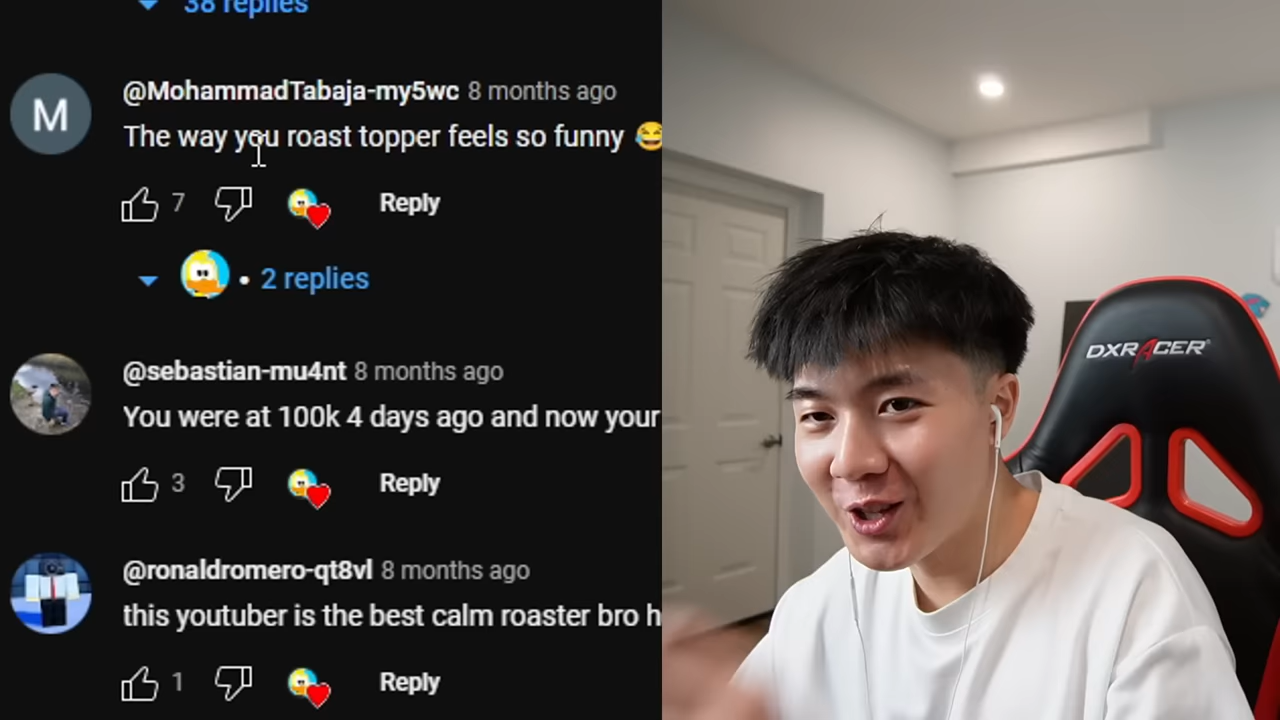 38 replies
M
@MohammadTabaja-my5wc 8 months ago
The way you roast topper feels so funny 😂
7 Reply
2 replies
@sebastian-mu4nt 8 months ago
You were at 100k 4 days ago and now your
3 Reply
@ronaldromero-qt8vl 8 months ago
this youtuber is the best calm roaster bro h
1 Reply
DXRACER